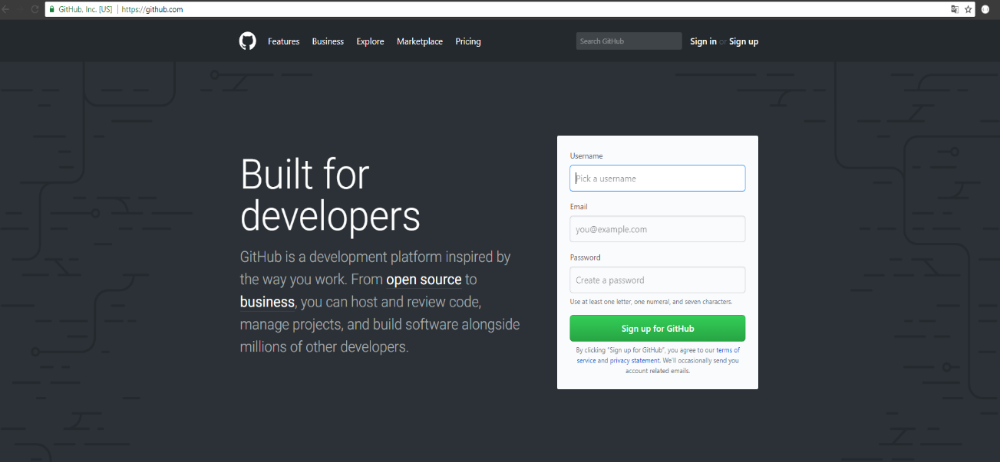 GitHub, Inc. [US] https://github.com
Features Business Explore Marketplace Pricing Search GitHub Sign in or Sign up
Built for
developers
GitHub is a development platform inspired by
the way you work. From open source to
business, you can host and review code,
manage projects, and build software alongside
millions of other developers.
Username
Pick a username
Email
you@example.com
Password
Create a password
Use at least one letter, one numeral, and seven characters.
Sign up for GitHub
By clicking "Sign up for GitHub", you agree to our terms of
service and privacy statement. We'll occasionally send you
account related emails.